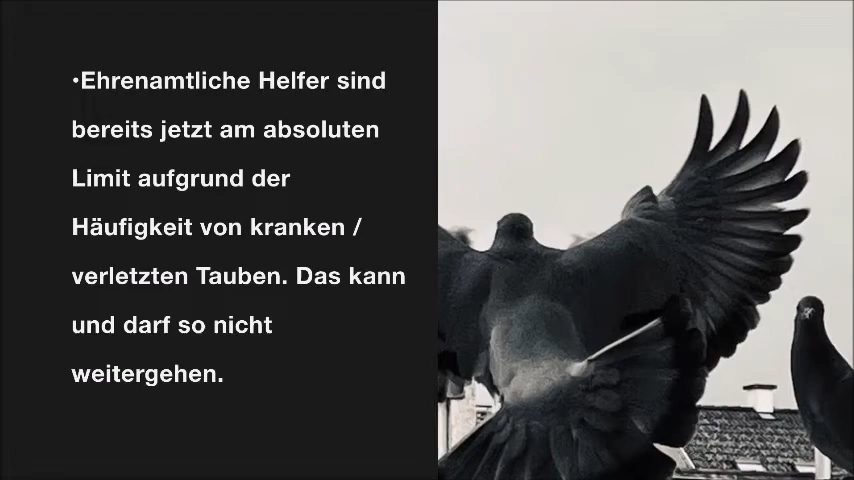 •Ehrenamtliche Helfer sind
bereits jetzt am absoluten
Limit aufgrund der
Häufigkeit von kranken /
verletzten Tauben. Das kann
und darf so nicht
weitergehen.